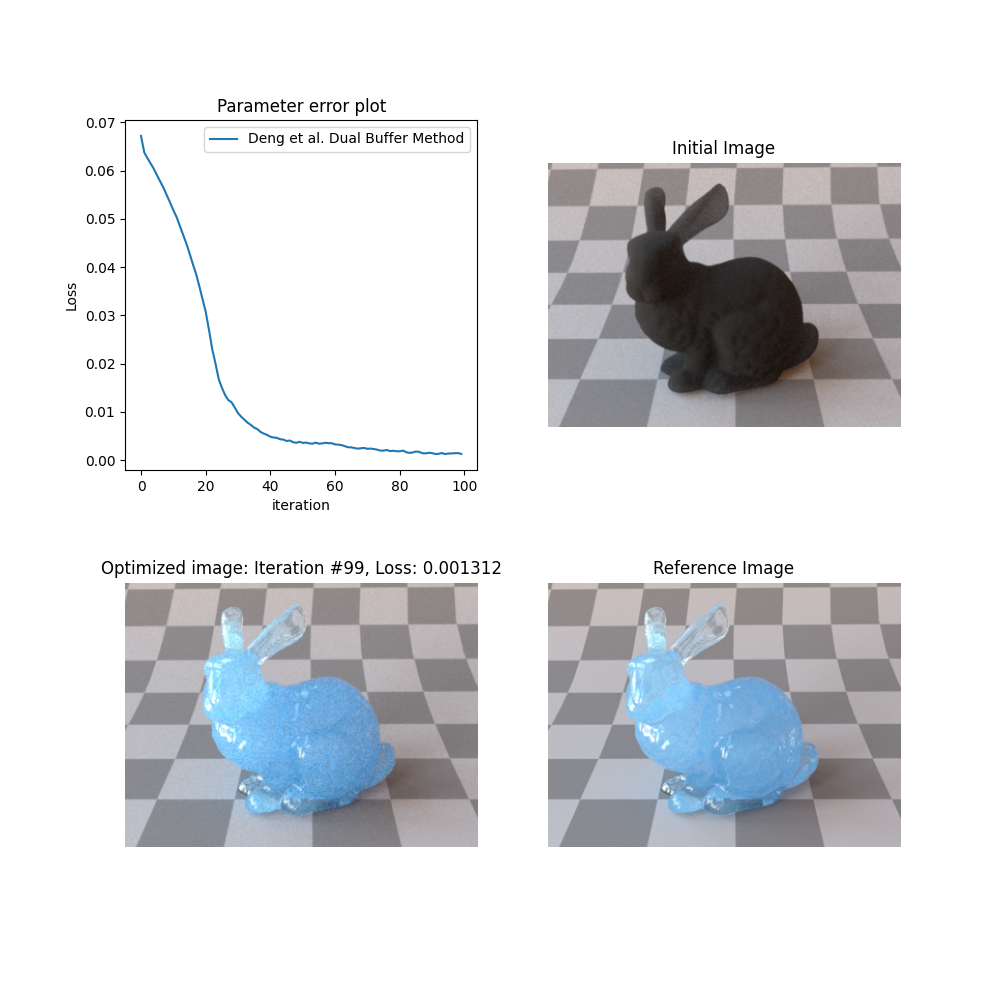 Parameter error plot
Deng et al. Dual Buffer Method
0.07
0.06
0.05
0.04
0.03
0.02
0.01
0.00
Loss
0 20 40 60 80 100
iteration
Initial Image
Optimized image: Iteration #99, Loss: 0.001312
Reference Image